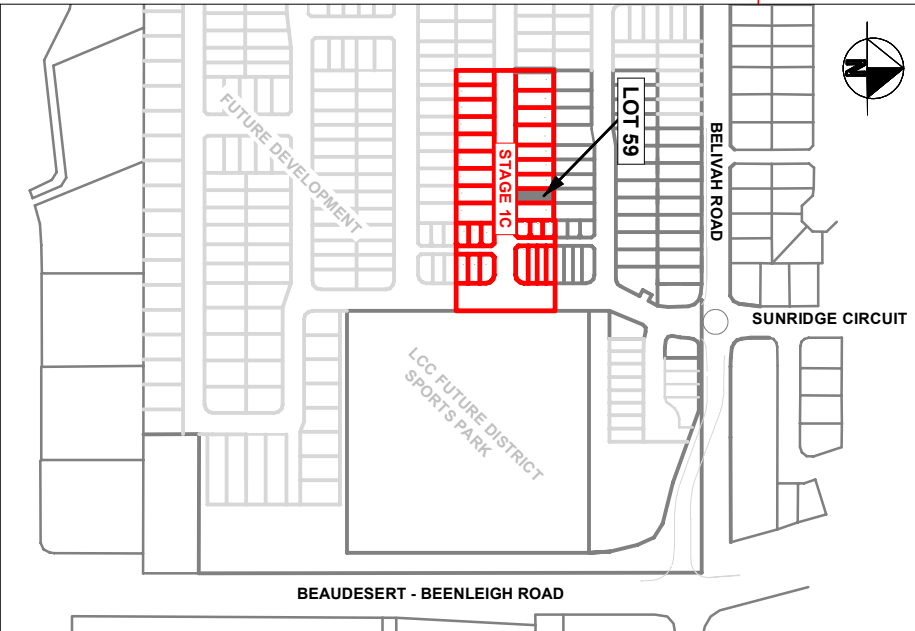 N
LOT 59
BELIVAH ROAD
FUTURE DEVELOPMENT
STAGE 1C
SUNRIDGE CIRCUIT
LCC FUTURE DISTRICT
SPORTS PARK
BEAUDESERT - BEENLEIGH ROAD